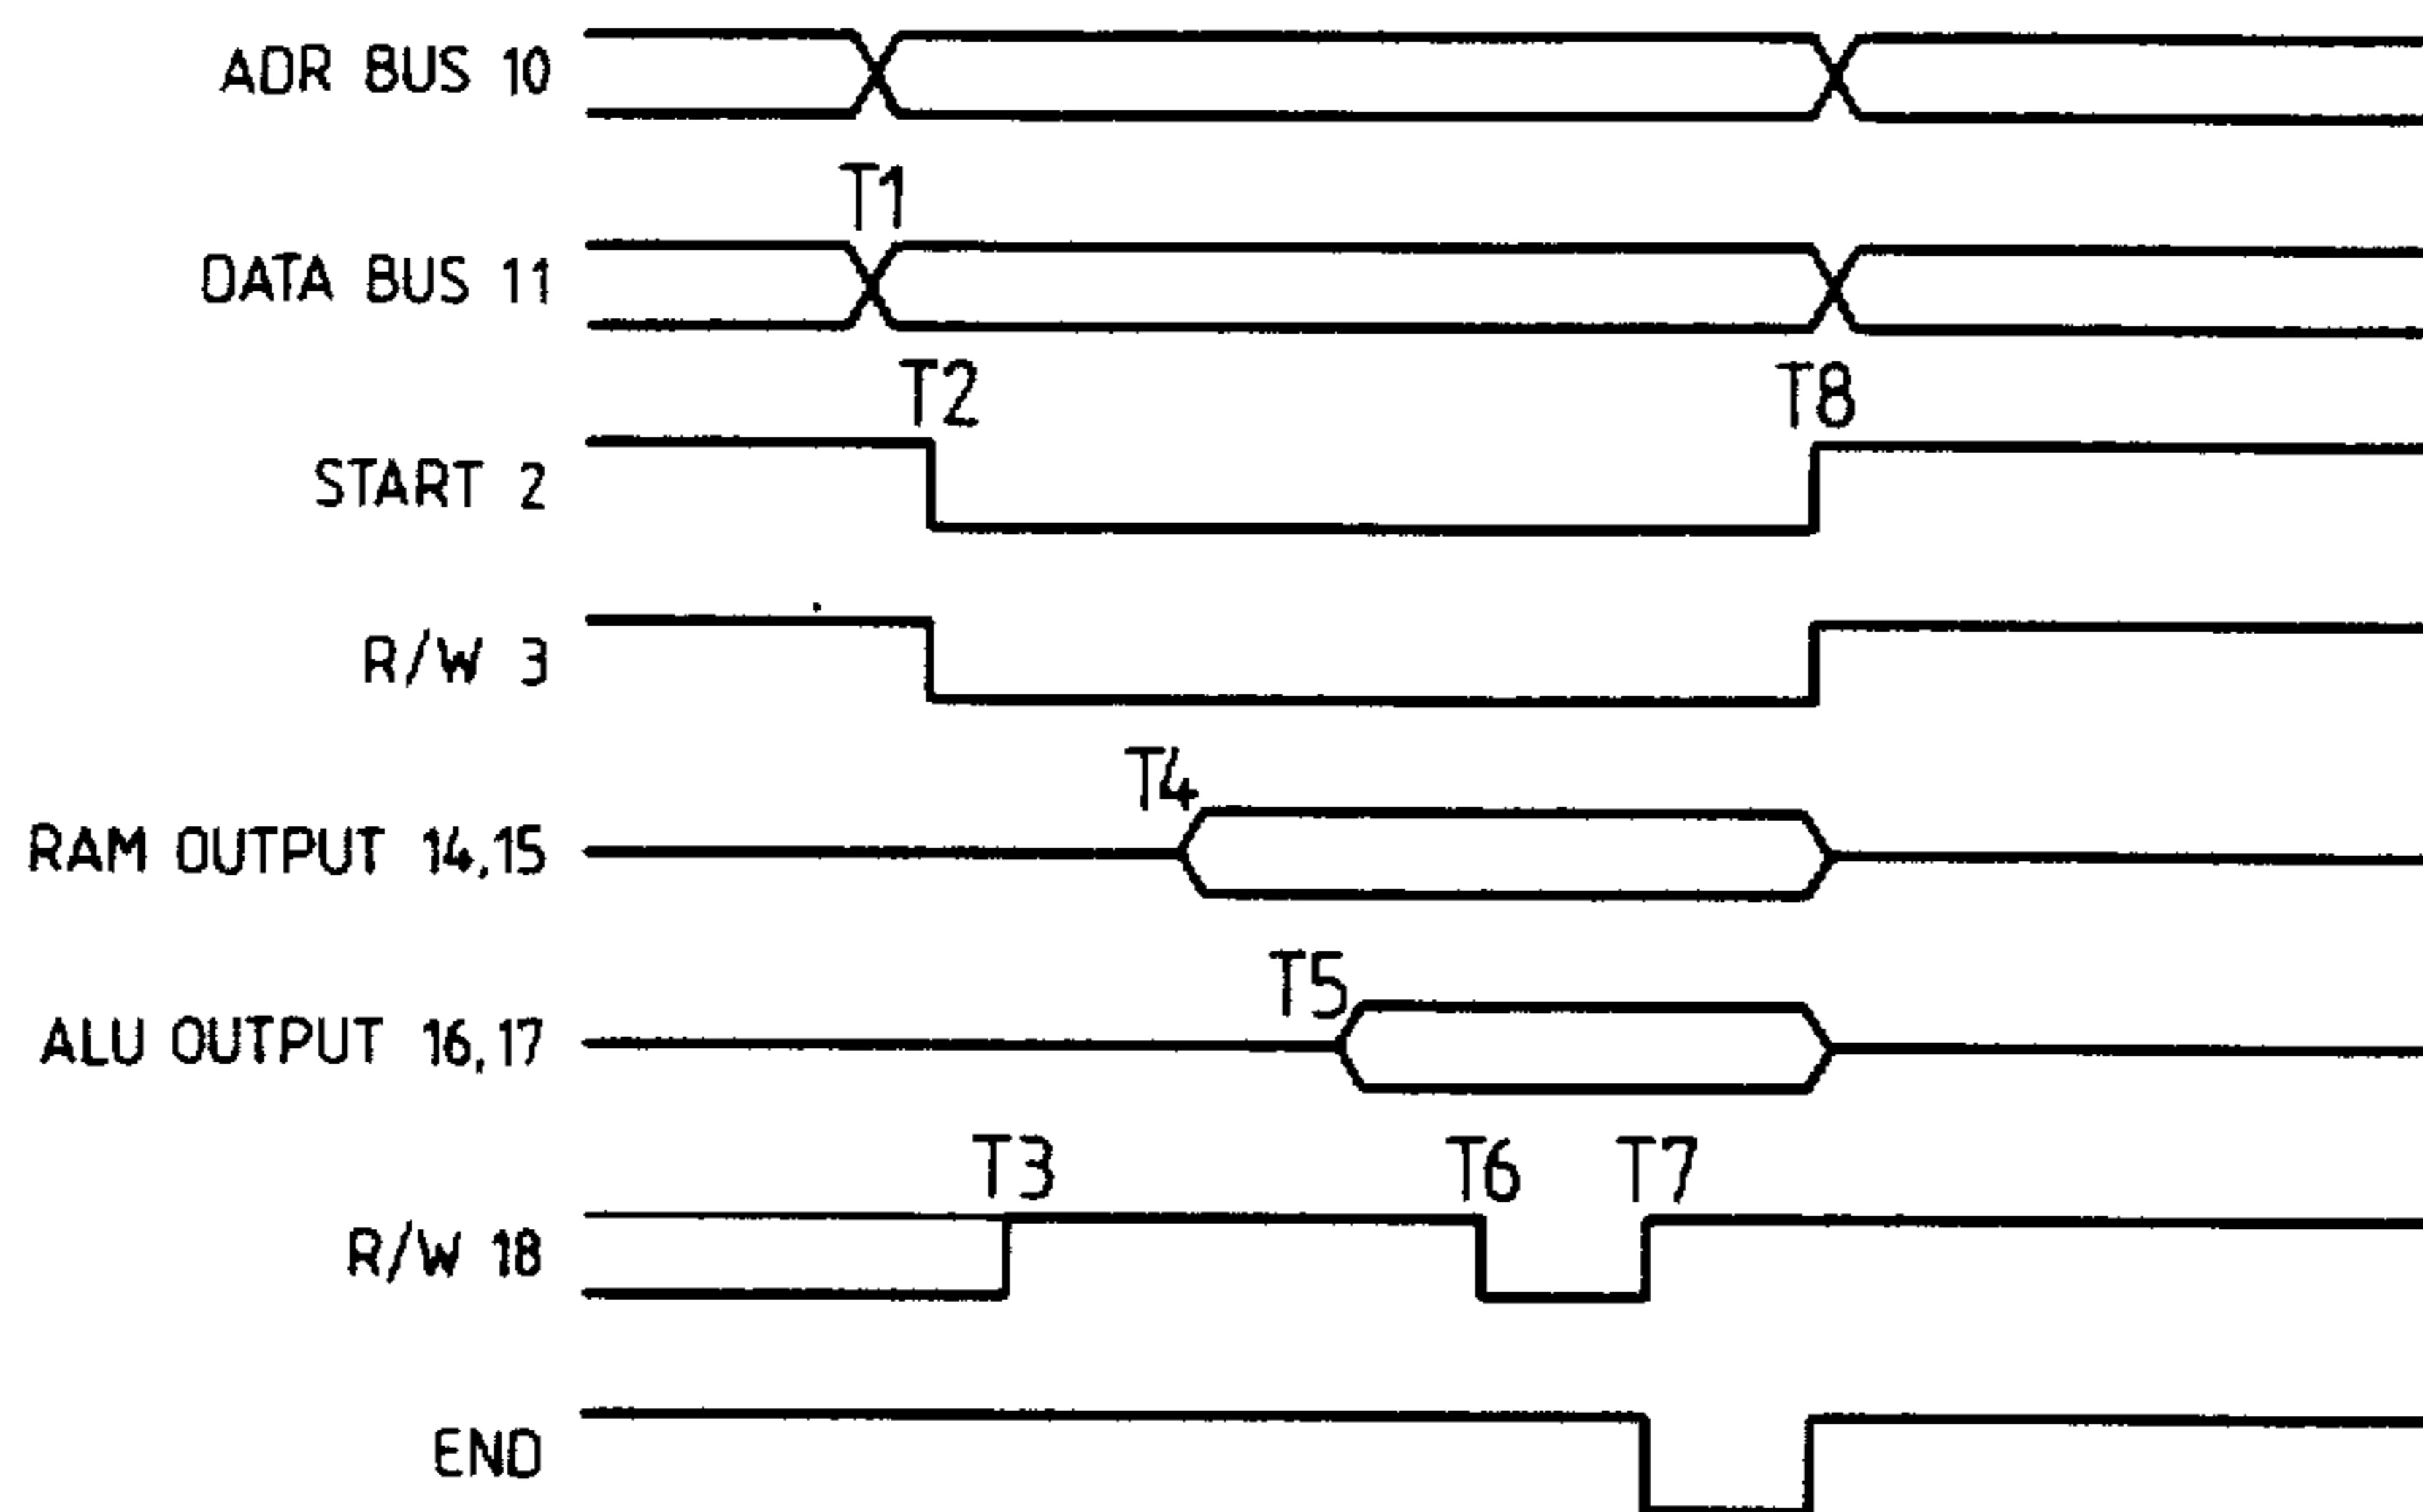 ADR BUS 10
T1
DATA BUS 11
T2 T8
START 2
R/W 3
T4
RAM OUTPUT 14,15
T5
ALU OUTPUT 16,17
T3 T6 T7
R/W 18
END